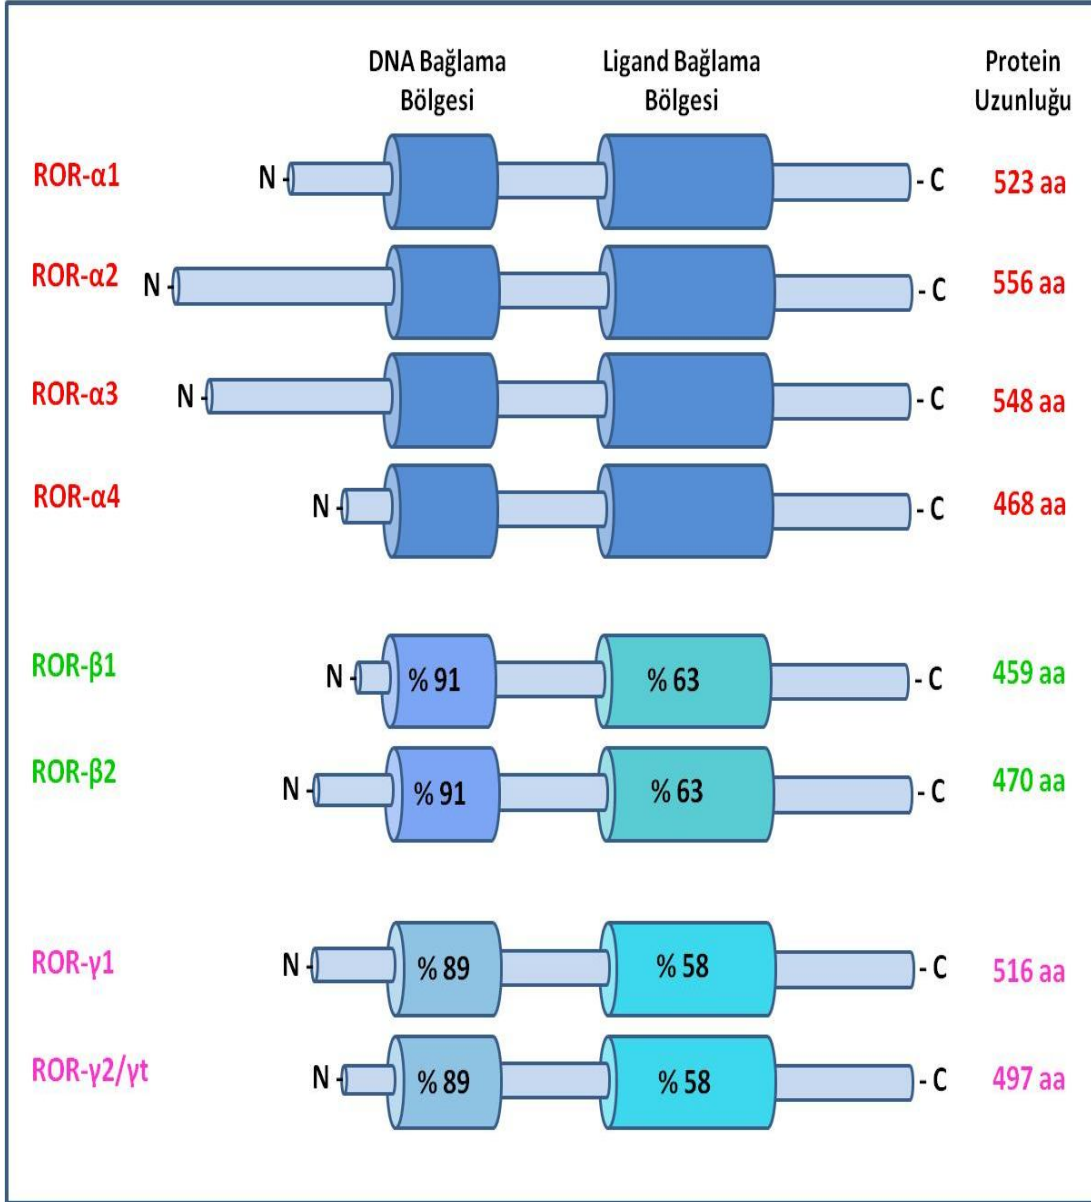 DNA Bağlama
Bölgesi
Ligand Bağlama
Bölgesi
Protein
Uzunluğu
ROR-α1 N - - C 523 aa
ROR-α2 N - - C 556 aa
ROR-α3 N - - C 548 aa
ROR-α4 N - - C 468 aa
ROR-β1 N - % 91 % 63 - C 459 aa
ROR-β2 N - % 91 % 63 - C 470 aa
ROR-γ1 N - % 89 % 58 - C 516 aa
ROR-γ2/γt N - % 89 % 58 - C 497 aa